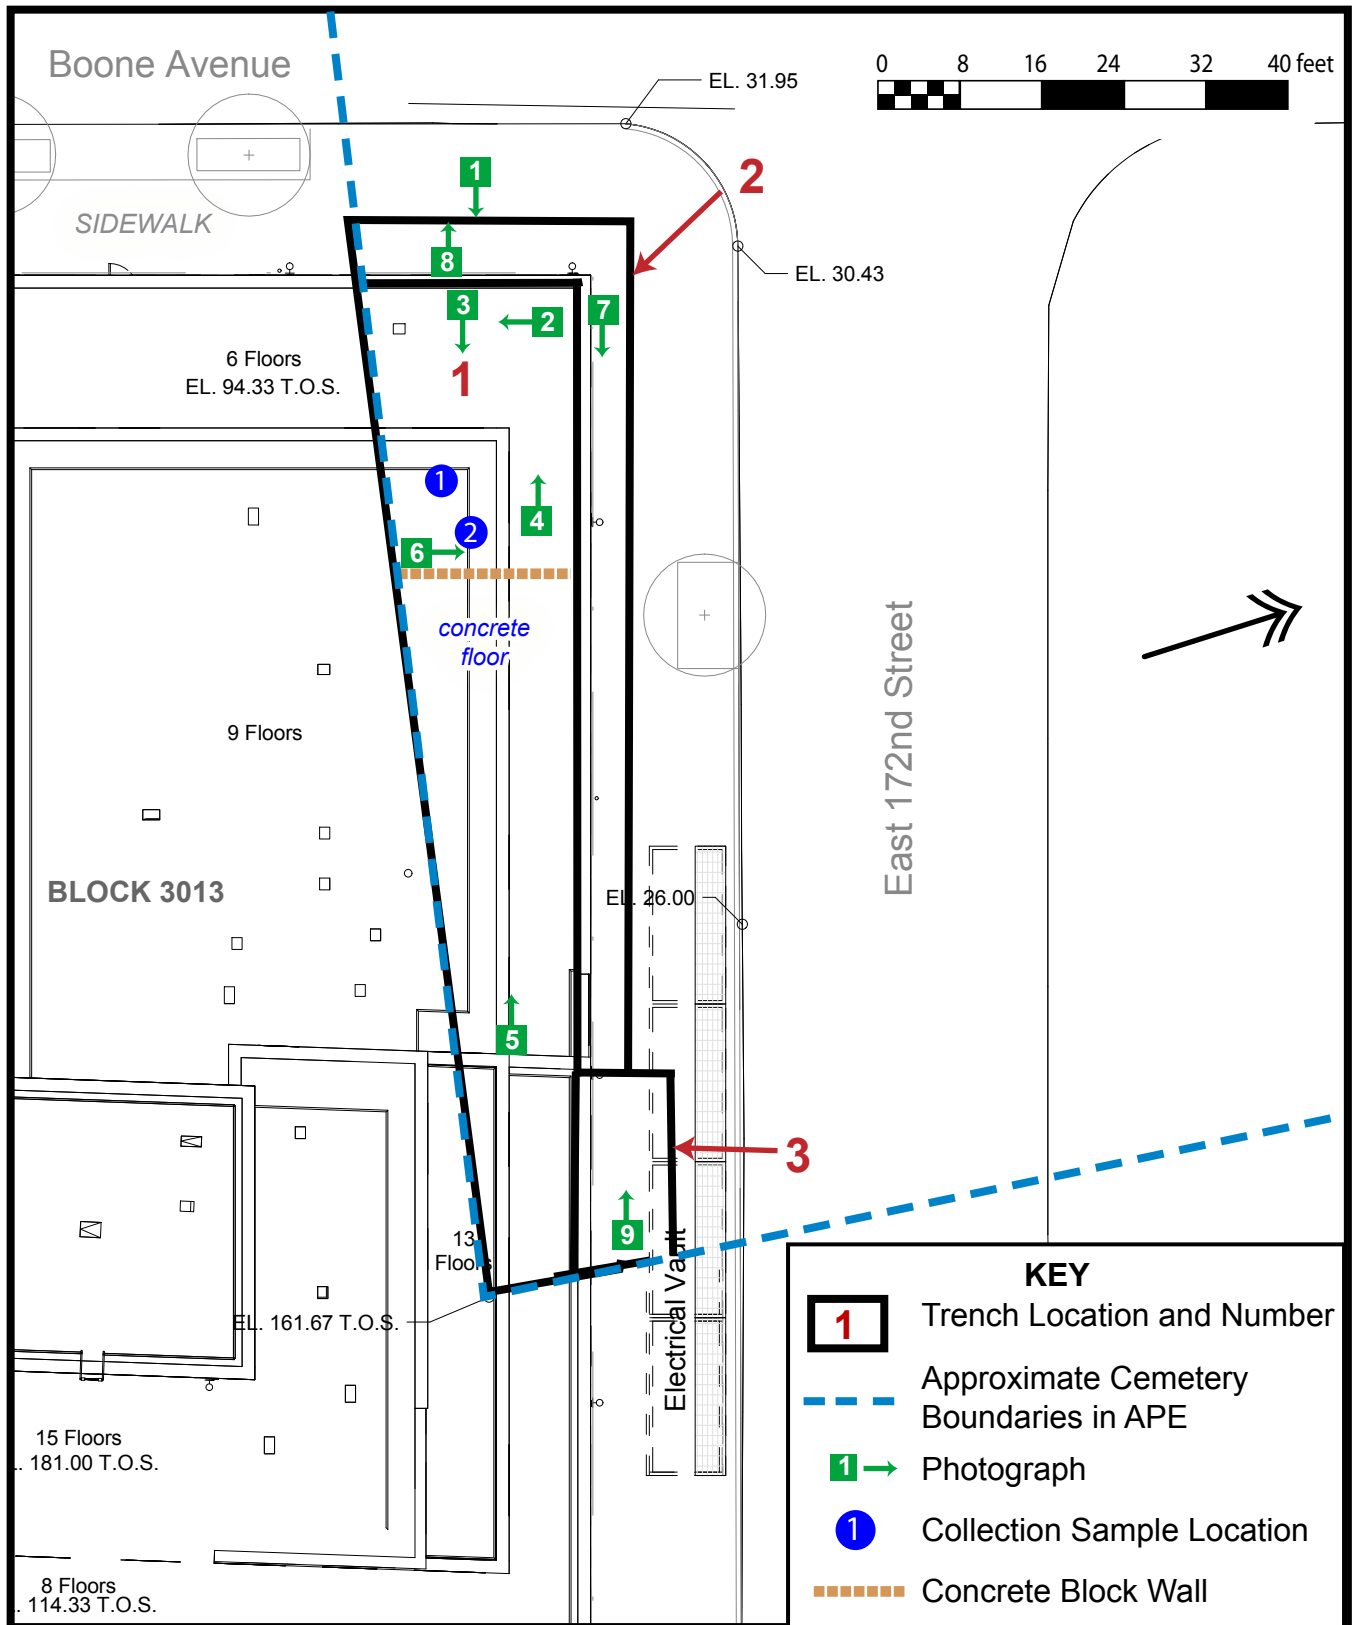 Boone Avenue
0 8 16 24 32 40 feet
EL. 31.95
1
2
SIDEWALK
8
EL. 30.43
3
2
7
6 Floors
EL. 94.33 T.O.S.
1
1
4
2
6
concrete
floor
East 172nd Street
9 Floors
BLOCK 3013
EL. 26.00
5
3
9
13
Floors
Electrical Vault
EL. 161.67 T.O.S.
15 Floors
. 181.00 T.O.S.
8 Floors
. 114.33 T.O.S.
KEY
1 Trench Location and Number
Approximate Cemetery
Boundaries in APE
1 Photograph
1 Collection Sample Location
Concrete Block Wall